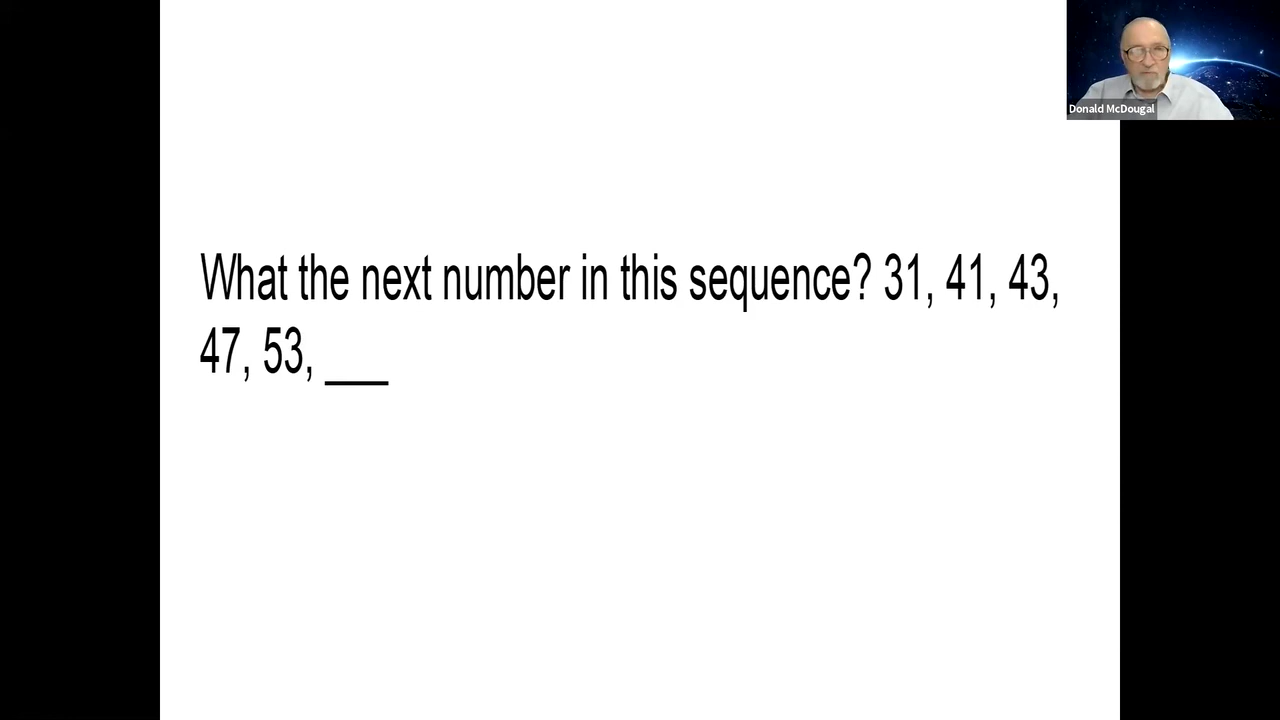 Donald McDougal
What the next number in this sequence? 31, 41, 43,
47, 53, ___